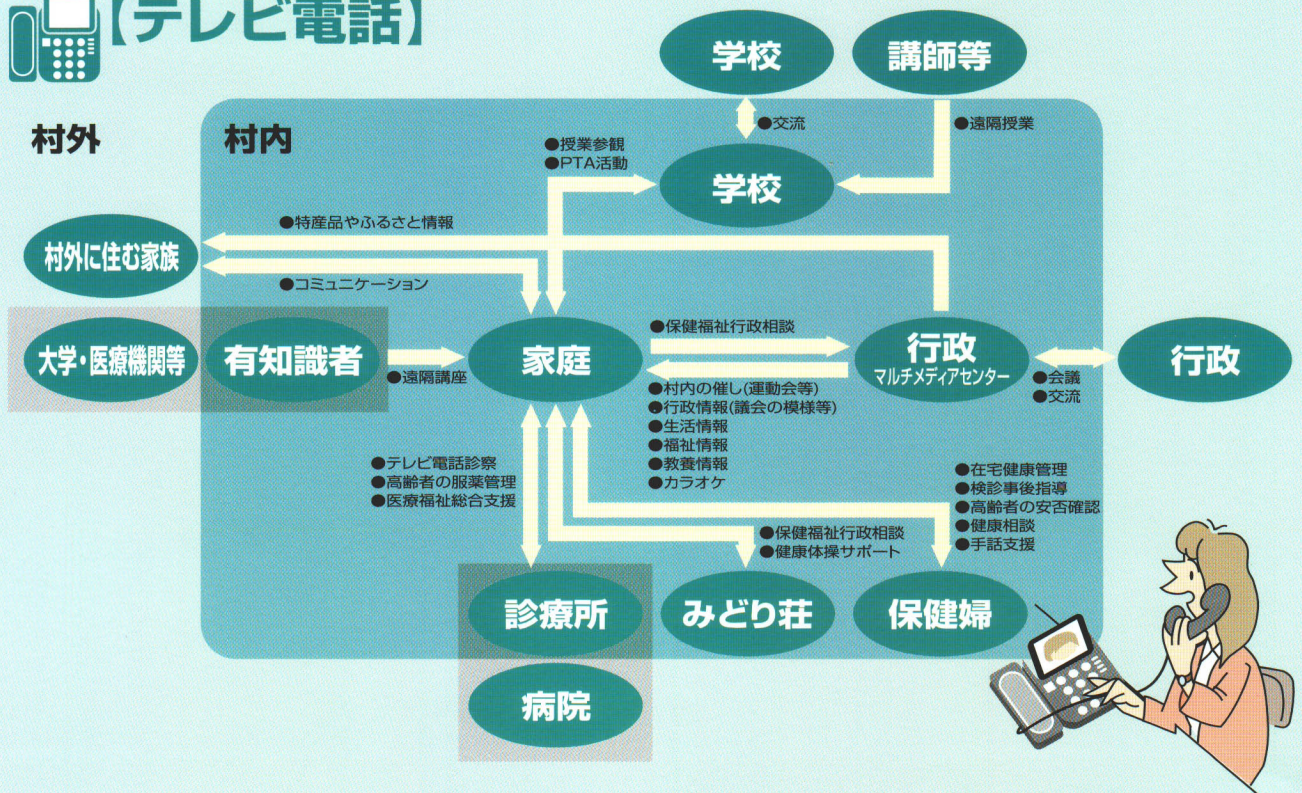 【テレビ電話】
学校
講師等
村外
村内
●交流
●遠隔授業
●授業参観
●PTA活動
学校
●特産品やふるさと情報
村外に住む家族
●コミュニケーション
●保健福祉行政相談
大学・医療機関等
有知識者
●遠隔講座
家庭
行政
マルチメディアセンター
行政
●会議
●交流
●村内の催し(運動会等)
●行政情報(議会の模様等)
●生活情報
●福祉情報
●教養情報
●カラオケ
●テレビ電話診察
●高齢者の服薬管理
●医療福祉総合支援
●在宅健康管理
●検診事後指導
●高齢者の安否確認
●健康相談
●手話支援
●保健福祉行政相談
●健康体操サポート
診療所
みどり荘
保健婦
病院